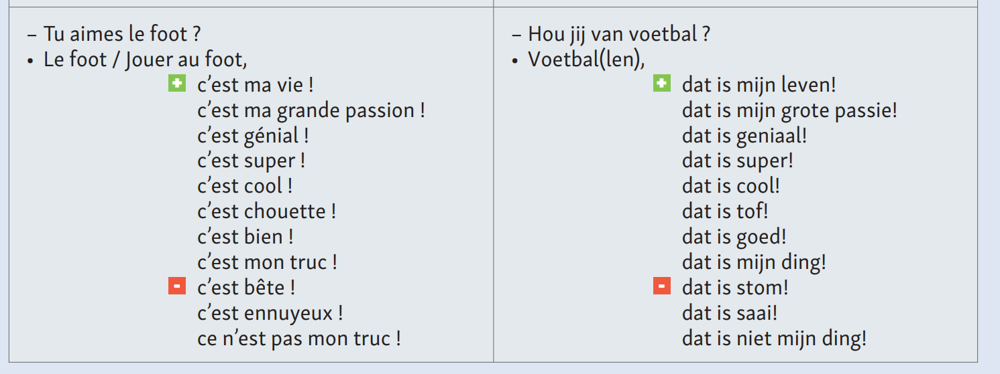 – Tu aimes le foot ?
• Le foot / Jouer au foot,
+ c’est ma vie !
c’est ma grande passion !
c’est génial !
c’est super !
c’est cool !
c’est chouette !
c’est bien !
c’est mon truc !
- c’est bête !
c’est ennuyeux !
ce n’est pas mon truc !
– Hou jij van voetbal ?
• Voetbal(len),
+ dat is mijn leven!
dat is mijn grote passie!
dat is geniaal!
dat is super!
dat is cool!
dat is tof!
dat is goed!
dat is mijn ding!
- dat is stom!
dat is saai!
dat is niet mijn ding!